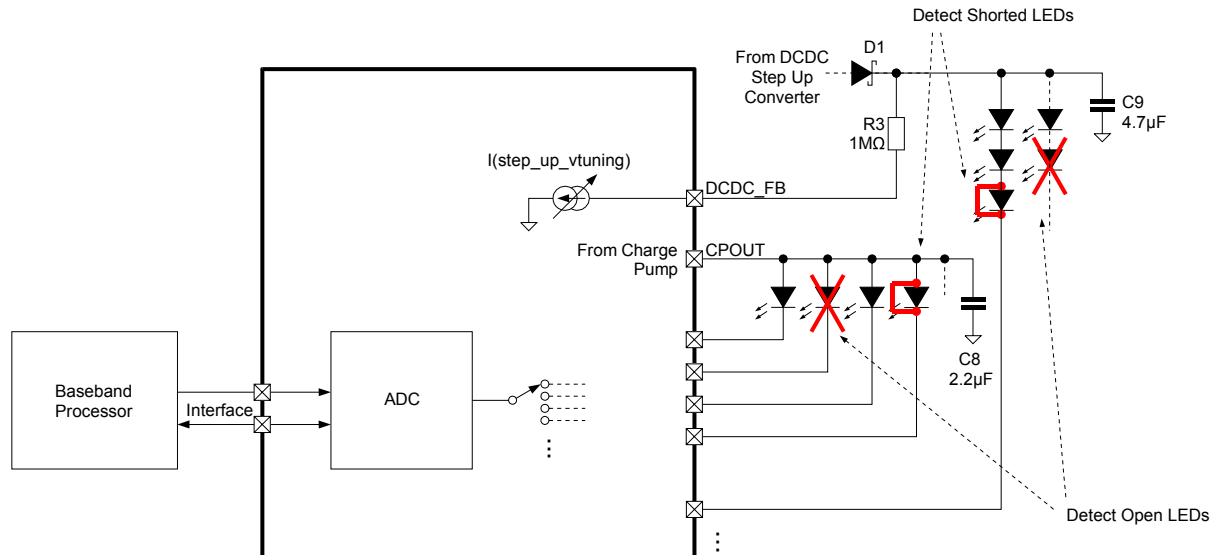 Detect Shorted LEDs
D1
From DCDC
Step Up
Converter
C9
4.7µF
R3
1MΩ
I(step_up_vtuning)
DCDC_FB
From Charge
Pump
CPOUT
C8
2.2µF
Baseband
Processor
Interface
ADC
Detect Open LEDs